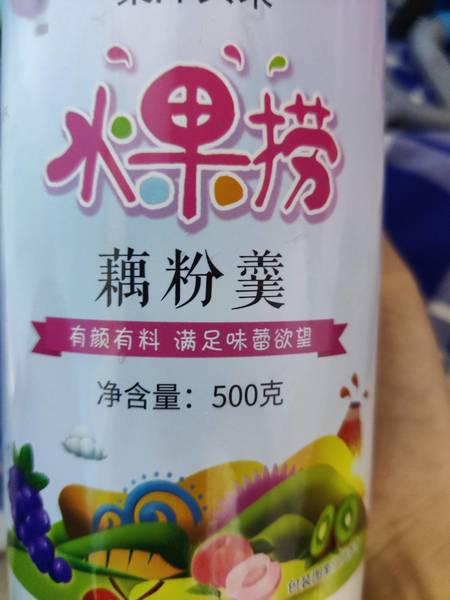 水果捞
藕粉羹
有颜有料 满足味蕾欲望
净含量：500克